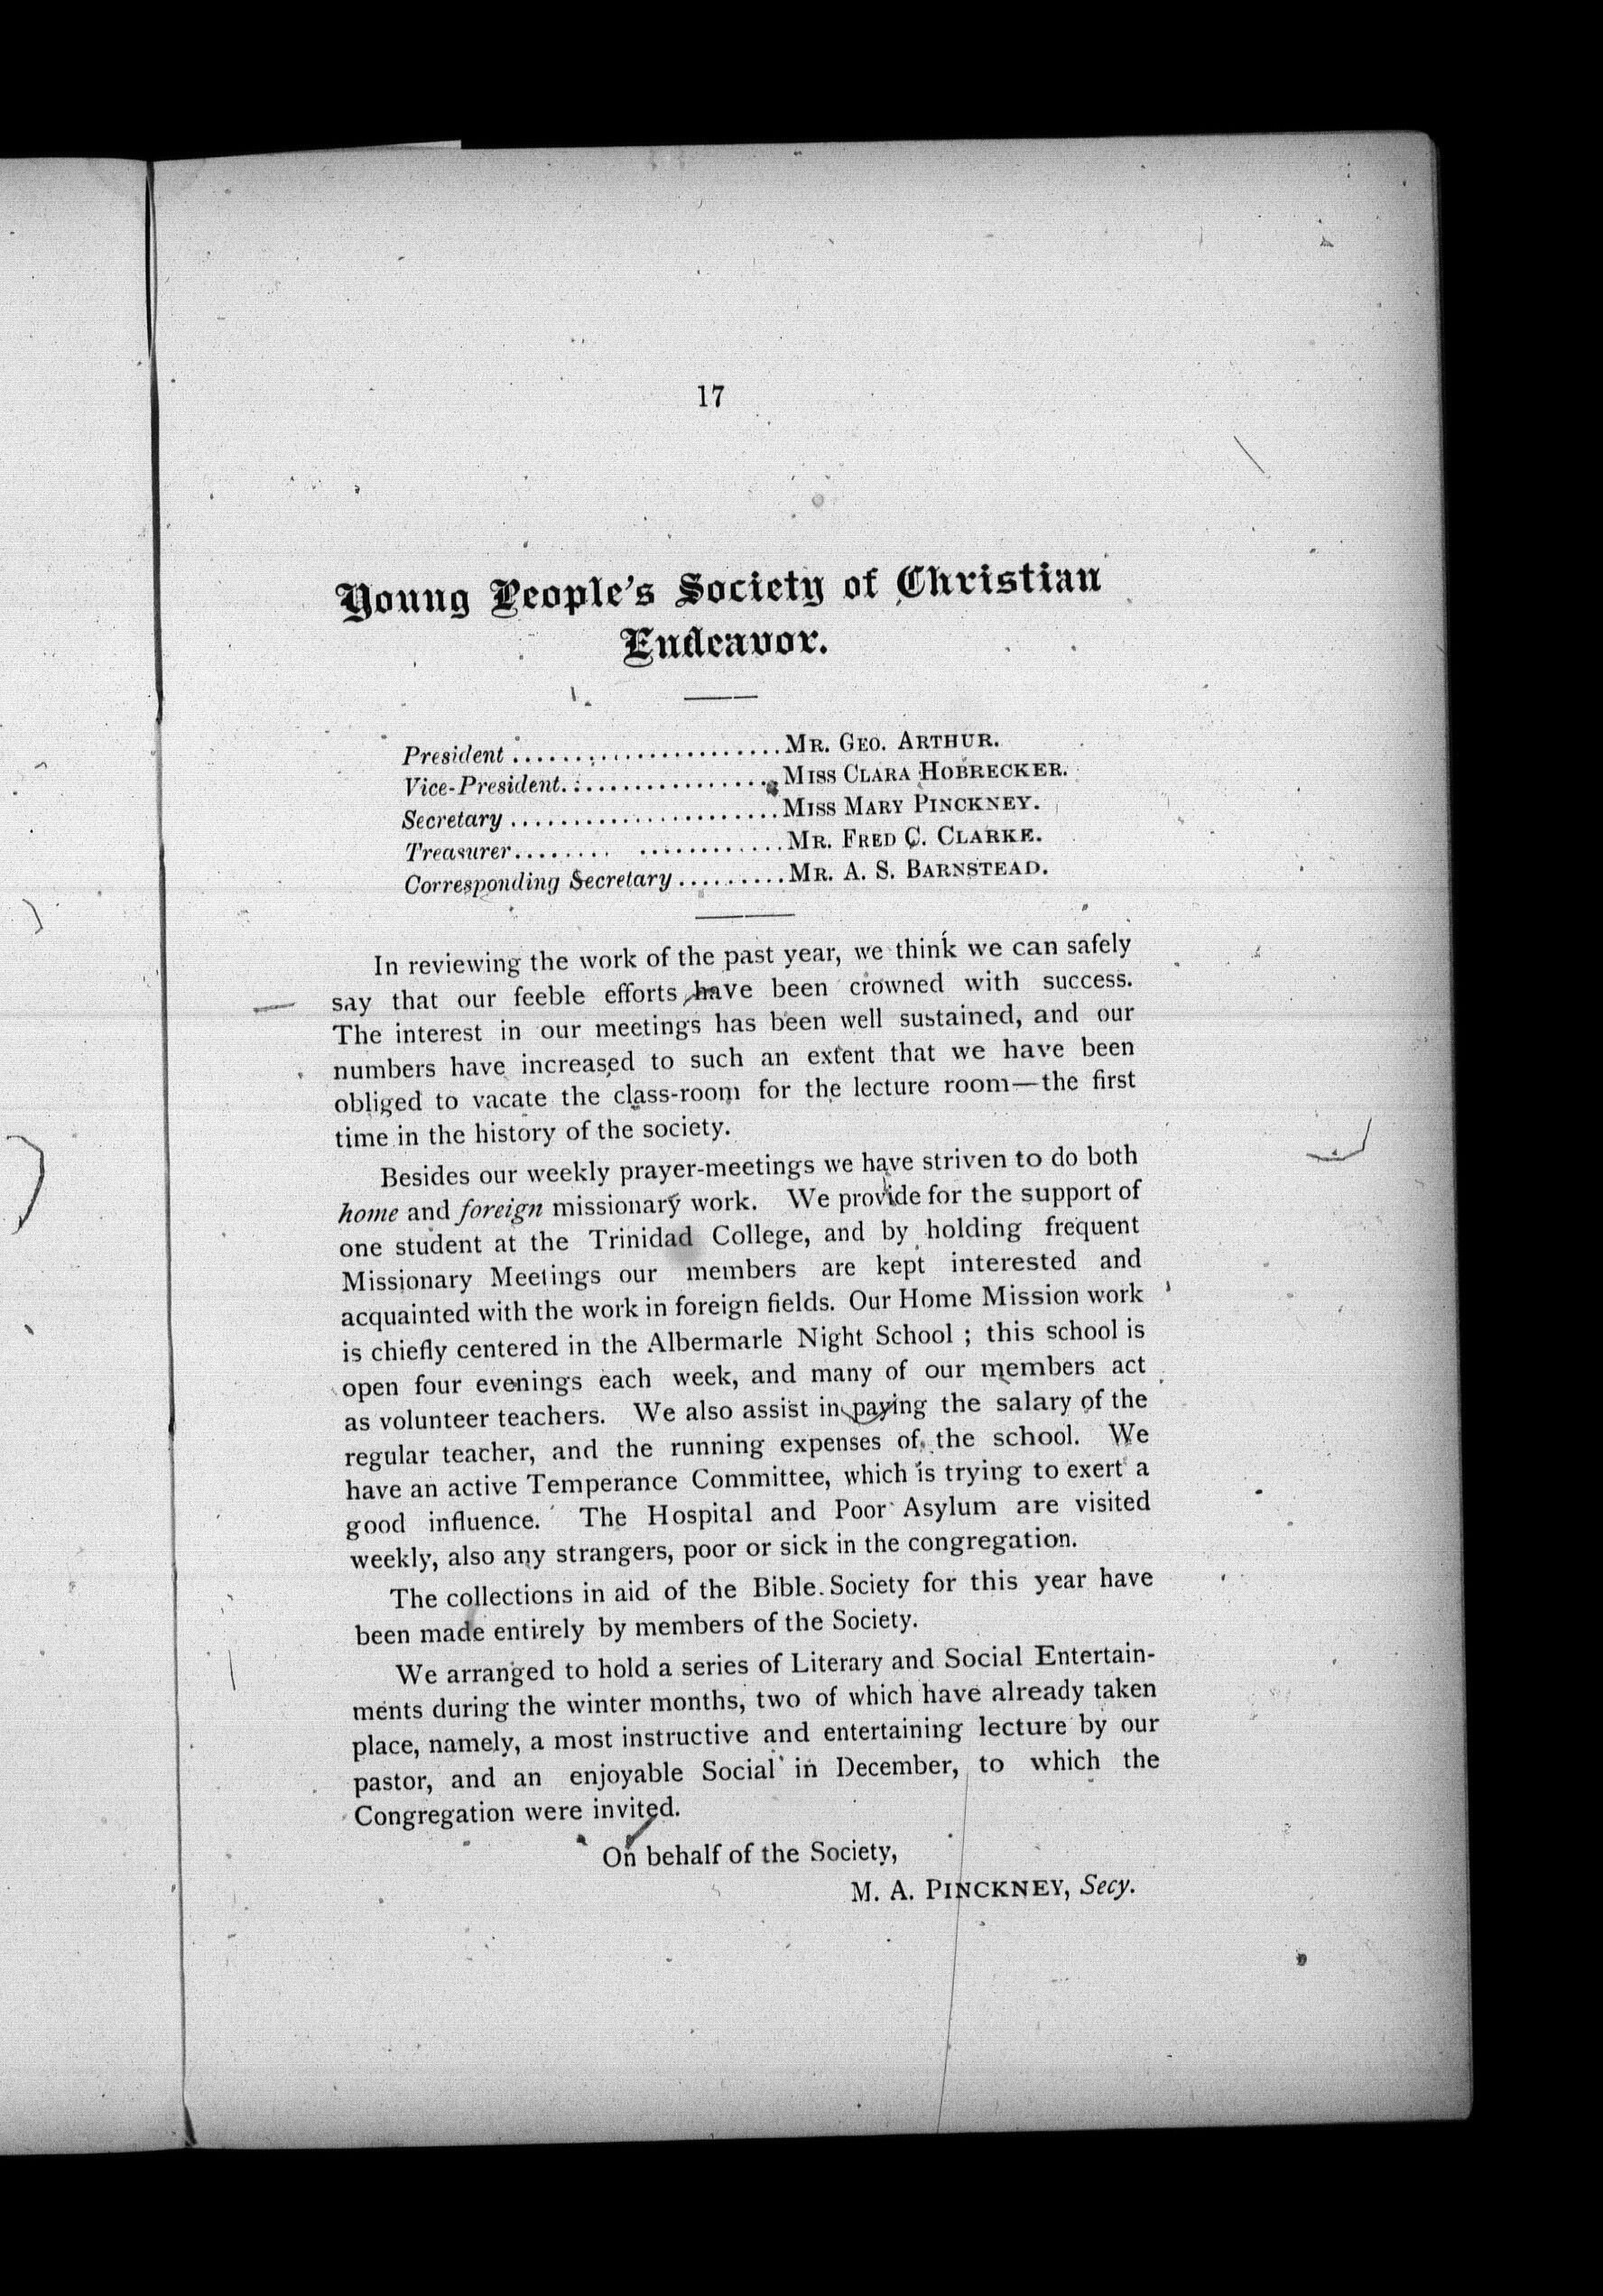 17
Young People's Society of Christian
Endeavor.
President ........................ MR. GEO. ARTHUR.
Vice-President .................. MISS CLARA HOBRECKER.
Secretary ........................ MISS MARY PINCKNEY.
Treasurer ........................ MR. FRED C. CLARKE.
Corresponding Secretary .......... MR. A. S. BARNSTEAD.
In reviewing the work of the past year, we think we can safely
say that our feeble efforts have been crowned with success.
The interest in our meetings has been well sustained, and our
numbers have increased to such an extent that we have been
obliged to vacate the class-room for the lecture room—the first
time in the history of the society.
Besides our weekly prayer-meetings we have striven to do both
home and foreign missionary work. We provide for the support of
one student at the Trinidad College, and by holding frequent
Missionary Meetings our members are kept interested and
acquainted with the work in foreign fields. Our Home Mission work
is chiefly centered in the Albermarle Night School ; this school is
open four evenings each week, and many of our members act
as volunteer teachers. We also assist in paying the salary of the
regular teacher, and the running expenses of the school. We
have an active Temperance Committee, which is trying to exert a
good influence. The Hospital and Poor Asylum are visited
weekly, also any strangers, poor or sick in the congregation.
The collections in aid of the Bible Society for this year have
been made entirely by members of the Society.
We arranged to hold a series of Literary and Social Entertain-
ments during the winter months, two of which have already taken
place, namely, a most instructive and entertaining lecture by our
pastor, and an enjoyable Social in December, to which the
Congregation were invited.
On behalf of the Society,
M. A. PINCKNEY, Secy.